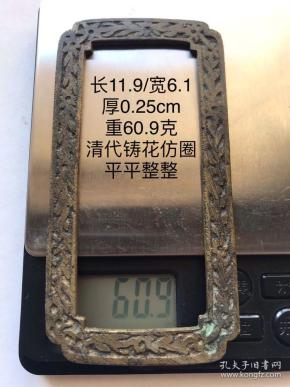 长11.9/宽6.1
厚0.25cm
重60.9克
清代铸花仿圈
平平整整
60.9
孔夫子旧书网
www.kongfz.com